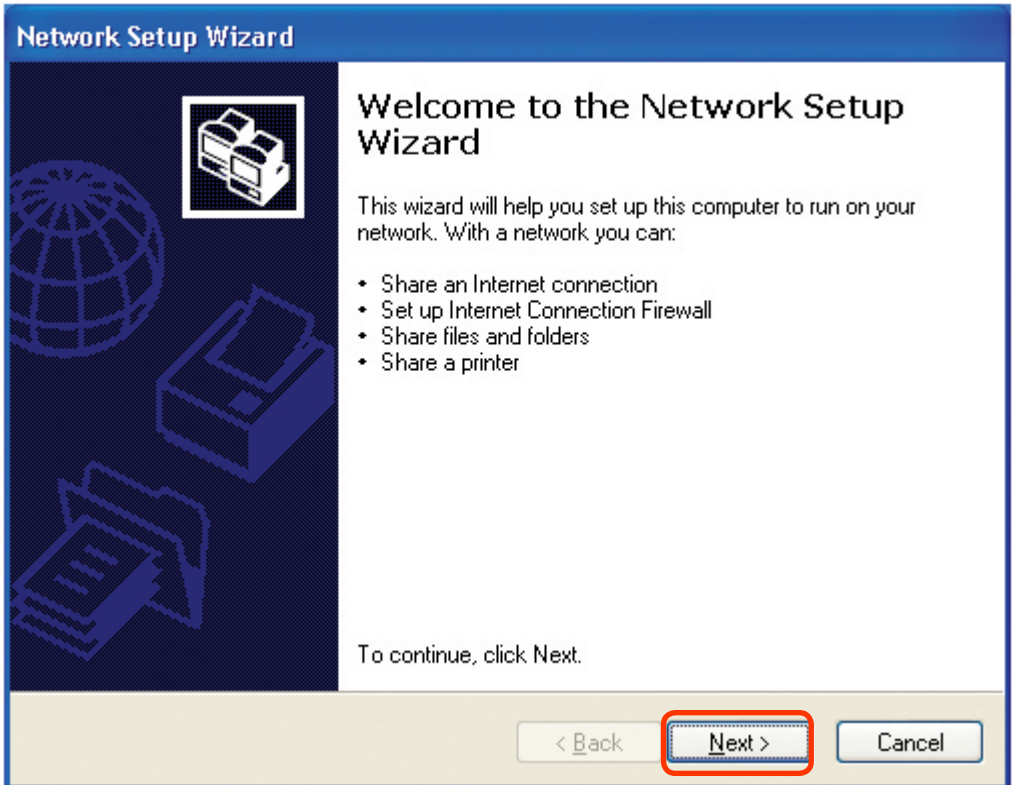 Network Setup Wizard
Welcome to the Network Setup
Wizard
This wizard will help you set up this computer to run on your
network. With a network you can:
• Share an Internet connection
• Set up Internet Connection Firewall
• Share files and folders
• Share a printer
To continue, click Next.
< Back
Next >
Cancel